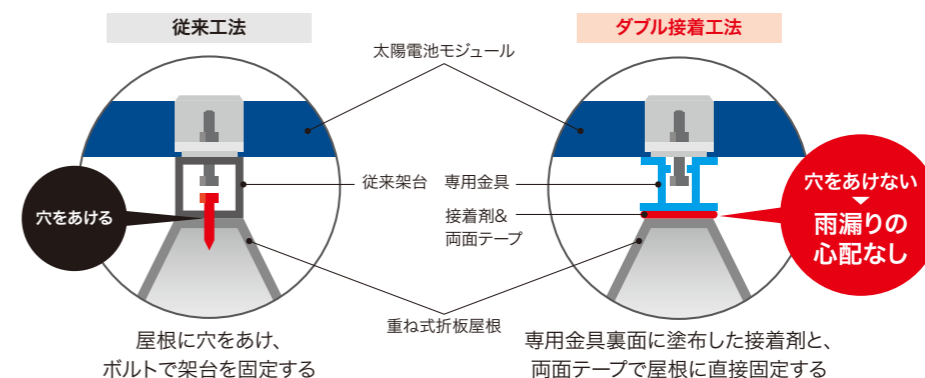 従来工法
ダブル接着工法
太陽電池モジュール
穴をあける
従来架台
専用金具
接着剤&
両面テープ
穴をあけない
雨漏りの
心配なし
重ね式折板屋根
屋根に穴をあけ、
ボルトで架台を固定する
専用金具裏面に塗布した接着剤と、
両面テープで屋根に直接固定する